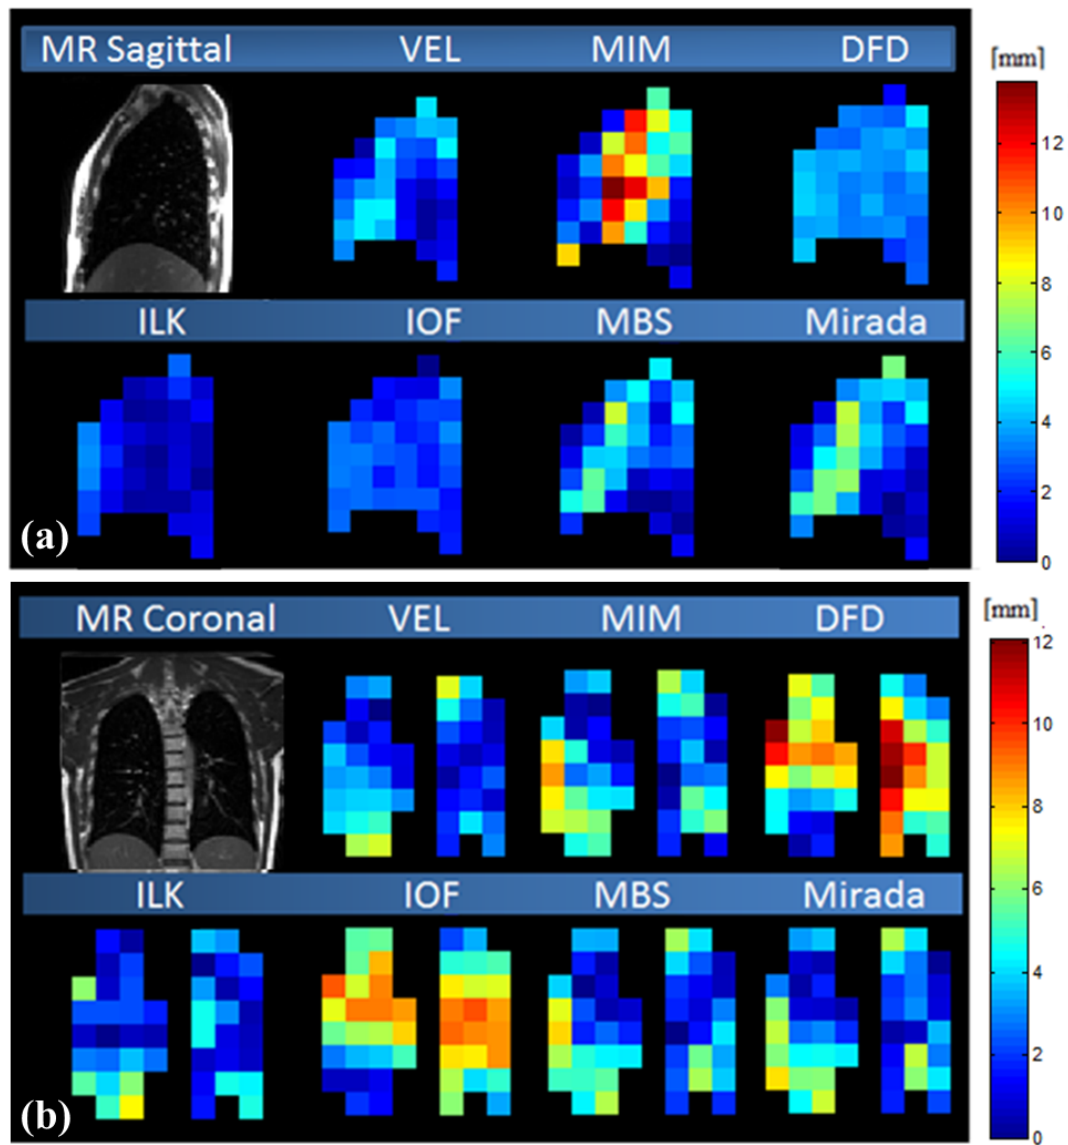 MR Sagittal VEL MIM DFD
[mm]
12
10
8
6
4
2
0
ILK IOF MBS Mirada
(a)
MR Coronal VEL MIM DFD
[mm]
12
10
8
6
4
2
0
ILK IOF MBS Mirada
(b)